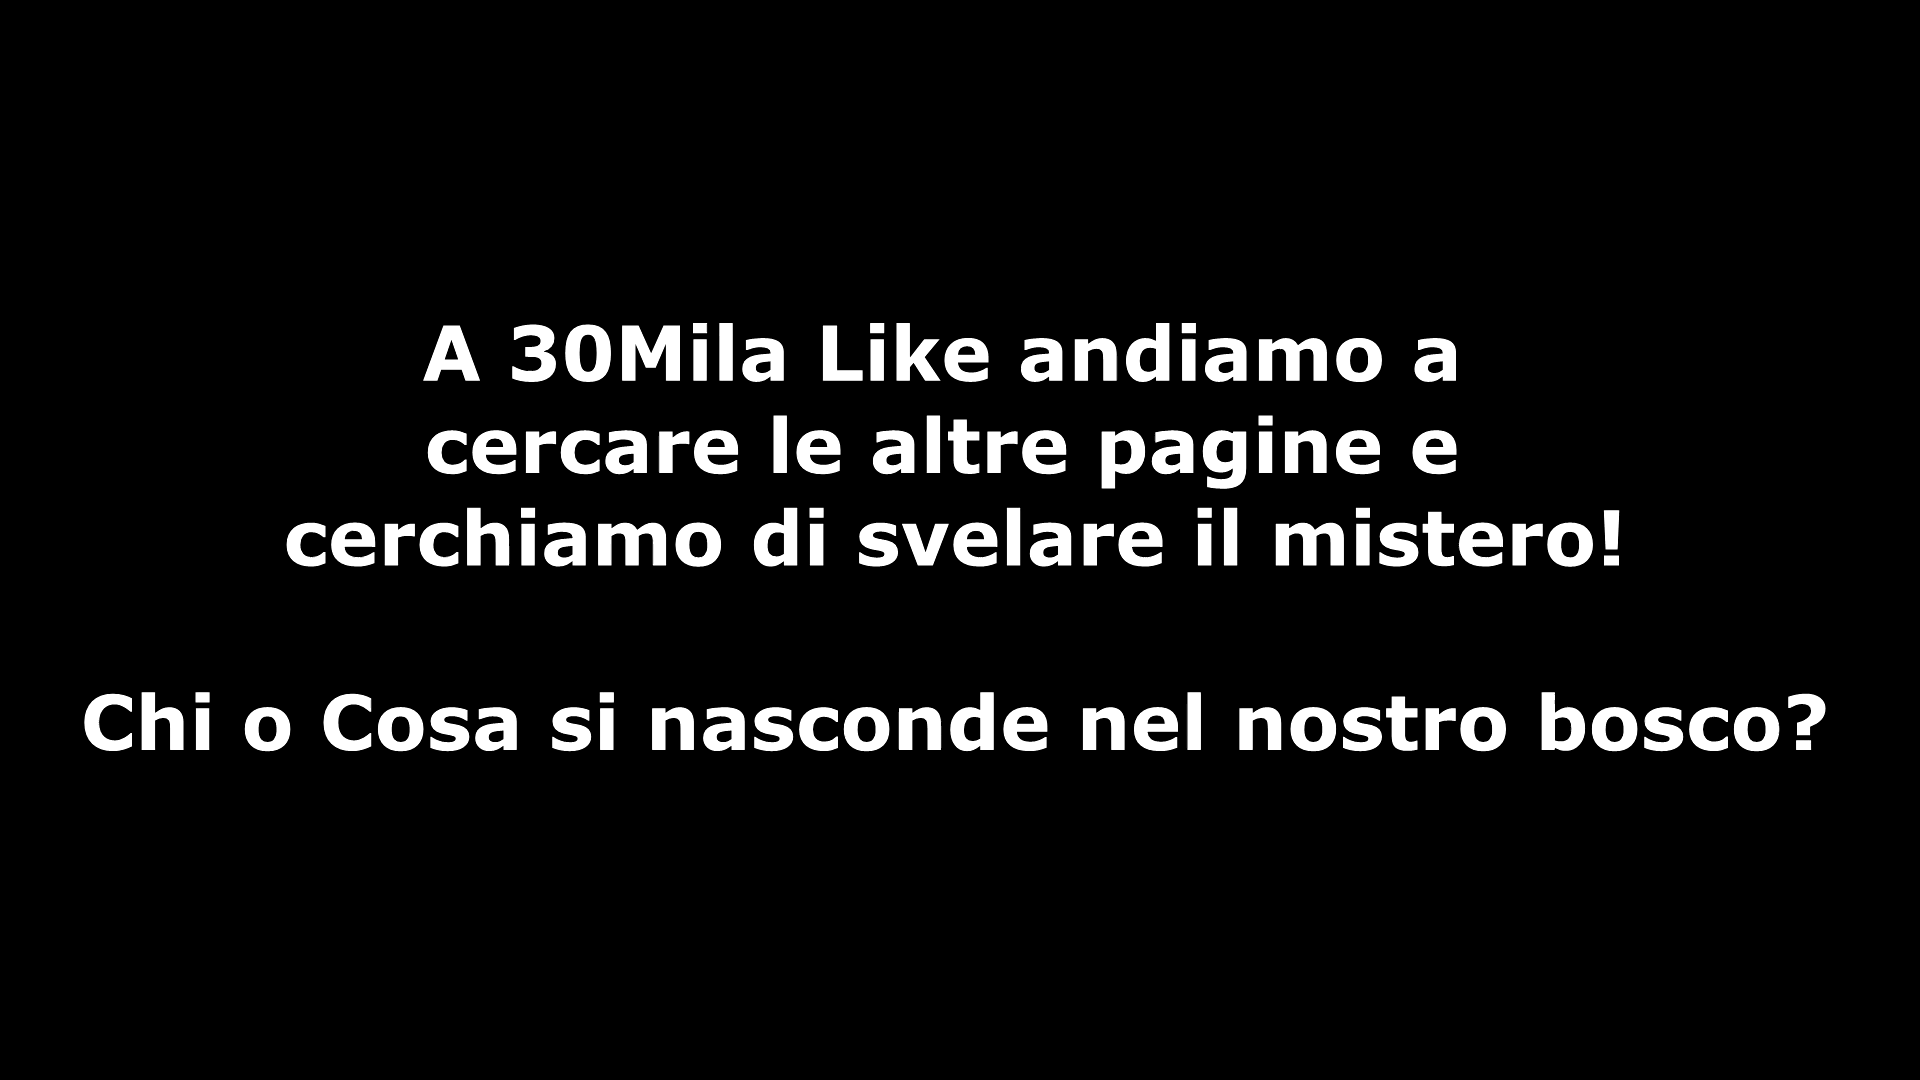 A 30Mila Like andiamo a
cercare le altre pagine e
cerchiamo di svelare il mistero!
Chi o Cosa si nasconde nel nostro bosco?